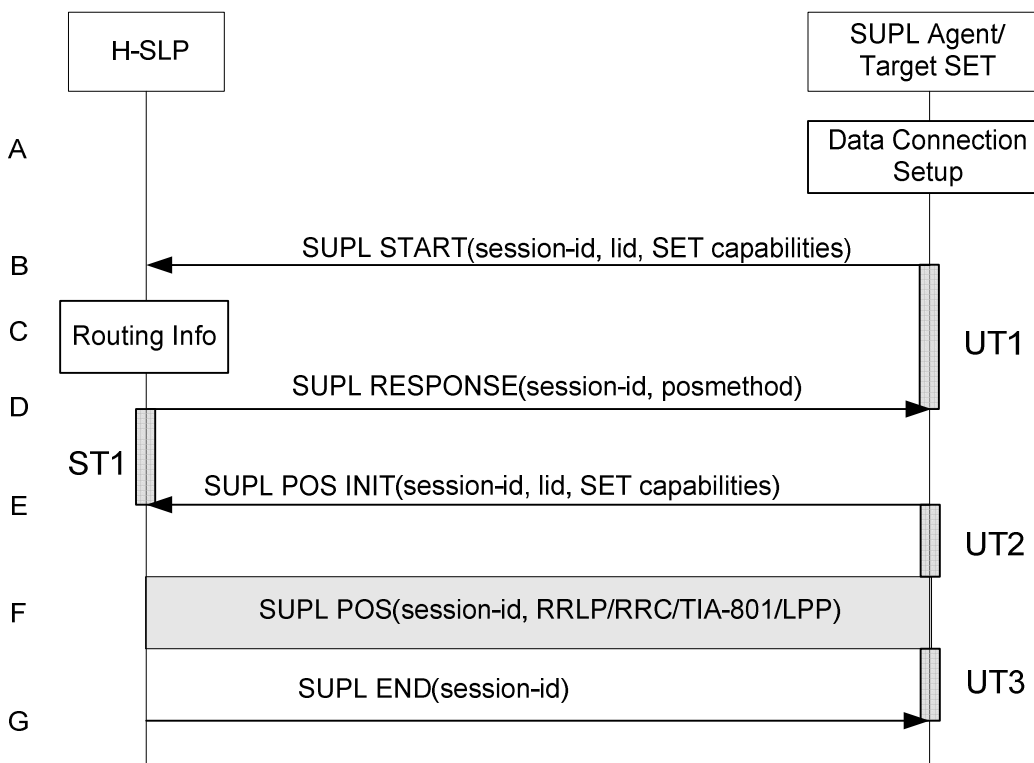 H-SLP
SUPL Agent/
Target SET
A
Data Connection
Setup
SUPL START(session-id, lid, SET capabilities)
B
C
Routing Info
UT1
SUPL RESPONSE(session-id, posmethod)
D
ST1
SUPL POS INIT(session-id, lid, SET capabilities)
E
UT2
F
SUPL POS(session-id, RRLP/RRC/TIA-801/LPP)
SUPL END(session-id)
UT3
G